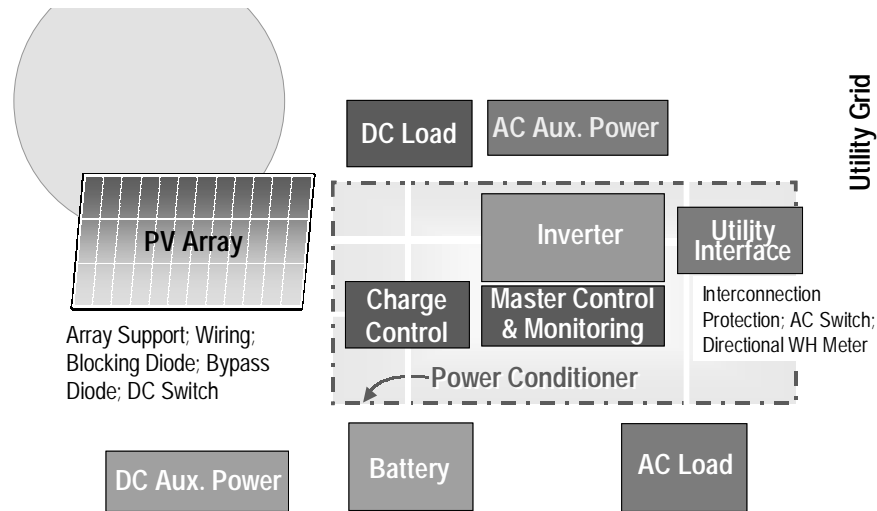 DC Load
AC Aux. Power
Utility Grid
PV Array
Inverter
Utility
Interface
Charge
Control
Master Control
& Monitoring
Interconnection
Protection; AC Switch;
Directional WH Meter
Array Support; Wiring;
Blocking Diode; Bypass
Diode; DC Switch
Power Conditioner
DC Aux. Power
Battery
AC Load